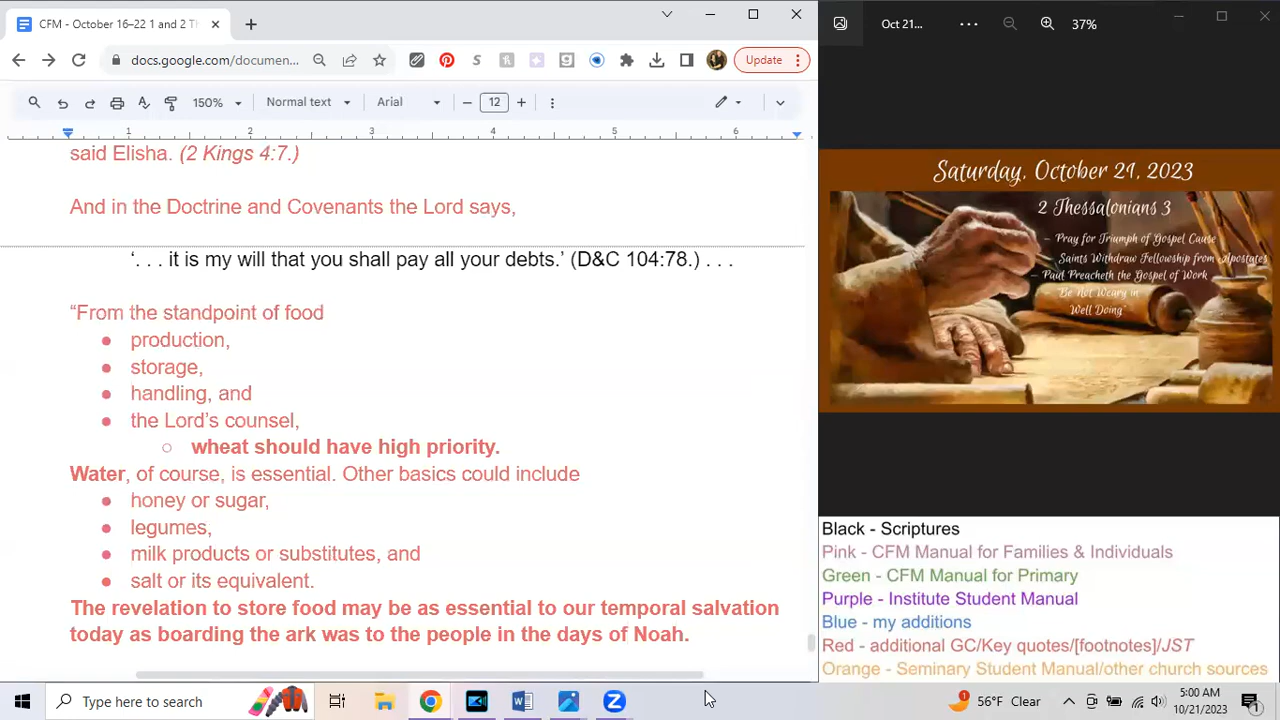 CFM - October 16–22 1 and 2 Th
Oct 21...
37%
docs.google.com/documen...
Update
150%
Normal text
Arial
12
1 2 3 4 5 6
said Elisha. (2 Kings 4:7.)
And in the Doctrine and Covenants the Lord says,
‘. . . it is my will that you shall pay all your debts.’ (D&C 104:78.) . . .
“From the standpoint of food
● production,
● storage,
● handling, and
● the Lord’s counsel,
○ wheat should have high priority.
Water, of course, is essential. Other basics could include
● honey or sugar,
● legumes,
● milk products or substitutes, and
● salt or its equivalent.
The revelation to store food may be as essential to our temporal salvation
today as boarding the ark was to the people in the days of Noah.
Saturday, October 21, 2023
2 Thessalonians 3
- Pray for Triumph of Gospel Cause
Saints Withdraw Fellowship from Apostates
- Paul Preacheth the Gospel of Work
"Be Not Weary in
Well Doing"
Black - Scriptures
Pink - CFM Manual for Families & Individuals
Green - CFM Manual for Primary
Purple - Institute Student Manual
Blue - my additions
Red - additional GC/Key quotes/[footnotes]/JST
Orange - Seminary Student Manual/other church sources
Type here to search
1
56°F Clear
5:00 AM
10/21/2023
1